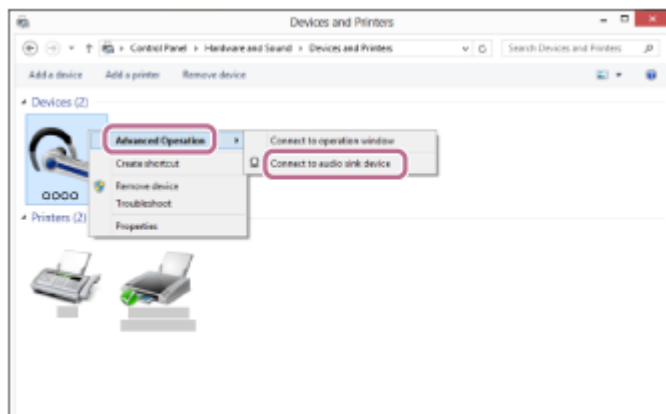 Devices and Printers
Control Panel › Hardware and Sound › Devices and Printers
Search Devices and Printers
Add a device Add a printer Remove device
Devices (2)
Advanced Operation
Connect to operation window
Create shortcut
Connect to audio sink device
Remove device
Troubleshoot
Properties
OOOO
Printers (2)